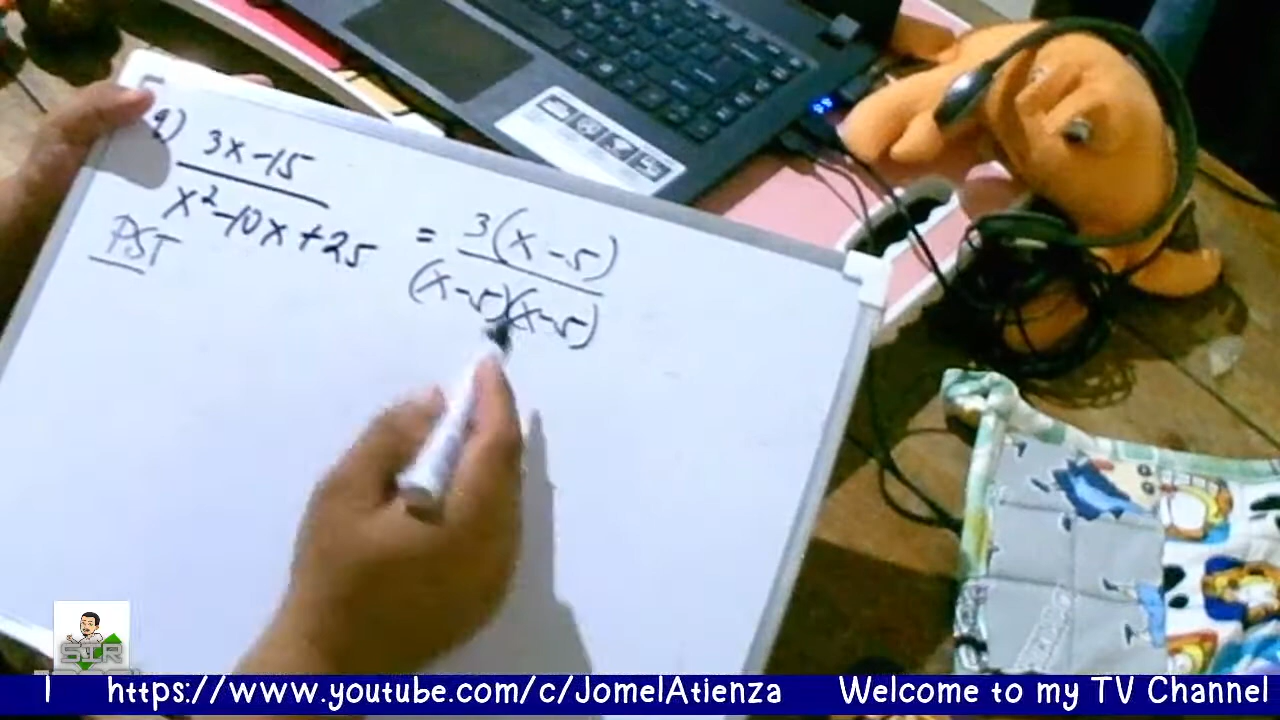 9) 3x-15
x²-10x+25
PST
= 3(x-5)
(x-5)(x-5)
SIR
1 https://www.youtube.com/c/JomelAtienza Welcome to my TV Channel